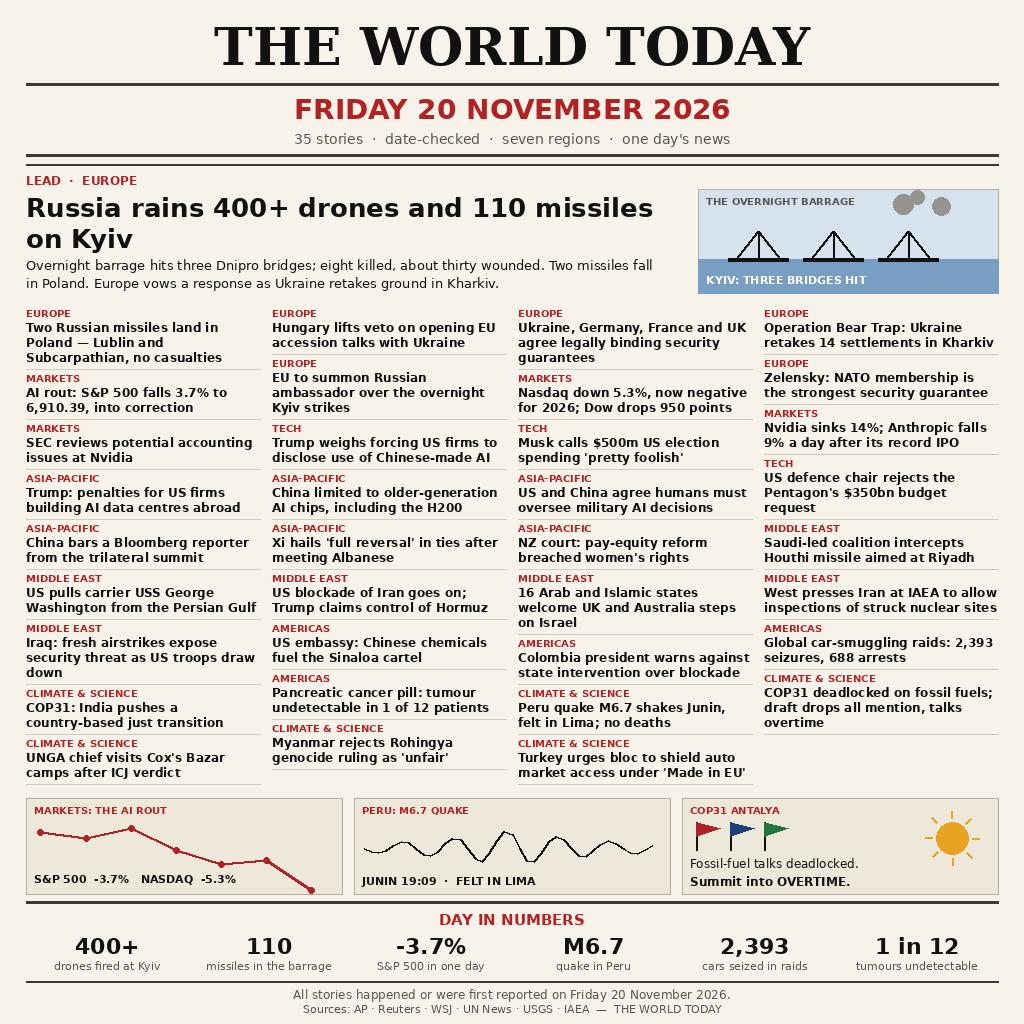 THE WORLD TODAY
FRIDAY 20 NOVEMBER 2026
35 stories · date-checked · seven regions · one day's news
LEAD · EUROPE
Russia rains 400+ drones and 110 missiles
on Kyiv
Overnight barrage hits three Dnipro bridges; eight killed, about thirty wounded. Two missiles fall
in Poland. Europe vows a response as Ukraine retakes ground in Kharkiv.
THE OVERNIGHT BARRAGE
KYIV: THREE BRIDGES HIT
EUROPE
Two Russian missiles land in
Poland — Lublin and
Subcarpathian, no casualties
MARKETS
AI rout: S&P 500 falls 3.7% to
6,910.39, into correction
MARKETS
SEC reviews potential accounting
issues at Nvidia
ASIA-PACIFIC
Trump: penalties for US firms
building AI data centres abroad
ASIA-PACIFIC
China bars a Bloomberg reporter
from the trilateral summit
MIDDLE EAST
US pulls carrier USS George
Washington from the Persian Gulf
MIDDLE EAST
Iraq: fresh airstrikes expose
security threat as US troops draw
down
CLIMATE & SCIENCE
COP31: India pushes a
country-based just transition
CLIMATE & SCIENCE
UNGA chief visits Cox's Bazar
camps after ICJ verdict
EUROPE
Hungary lifts veto on opening EU
accession talks with Ukraine
EUROPE
EU to summon Russian
ambassador over the overnight
Kyiv strikes
TECH
Trump weighs forcing US firms to
disclose use of Chinese-made AI
ASIA-PACIFIC
China limited to older-generation
AI chips, including the H200
ASIA-PACIFIC
Xi hails 'full reversal' in ties after
meeting Albanese
MIDDLE EAST
US blockade of Iran goes on;
Trump claims control of Hormuz
AMERICAS
US embassy: Chinese chemicals
fuel the Sinaloa cartel
AMERICAS
Pancreatic cancer pill: tumour
undetectable in 1 of 12 patients
CLIMATE & SCIENCE
Myanmar rejects Rohingya
genocide ruling as 'unfair'
EUROPE
Ukraine, Germany, France and UK
agree legally binding security
guarantees
MARKETS
Nasdaq down 5.3%, now negative
for 2026; Dow drops 950 points
TECH
Musk calls $500m US election
spending 'pretty foolish'
ASIA-PACIFIC
US and China agree humans must
oversee military AI decisions
ASIA-PACIFIC
NZ court: pay-equity reform
breached women's rights
MIDDLE EAST
16 Arab and Islamic states
welcome UK and Australia steps
on Israel
AMERICAS
Colombia president warns against
state intervention over blockade
CLIMATE & SCIENCE
Peru quake M6.7 shakes Junin,
felt in Lima; no deaths
CLIMATE & SCIENCE
Turkey urges bloc to shield auto
market access under 'Made in EU'
EUROPE
Operation Bear Trap: Ukraine
retakes 14 settlements in Kharkiv
EUROPE
Zelensky: NATO membership is
the strongest security guarantee
MARKETS
Nvidia sinks 14%; Anthropic falls
9% a day after its record IPO
TECH
US defence chair rejects the
Pentagon's $350bn budget
request
MIDDLE EAST
Saudi-led coalition intercepts
Houthi missile aimed at Riyadh
MIDDLE EAST
West presses Iran at IAEA to allow
inspections of struck nuclear sites
AMERICAS
Global car-smuggling raids: 2,393
seizures, 688 arrests
CLIMATE & SCIENCE
COP31 deadlocked on fossil fuels;
draft drops all mention, talks
overtime
MARKETS: THE AI ROUT
S&P 500 -3.7% NASDAQ -5.3%
PERU: M6.7 QUAKE
JUNIN 19:09 · FELT IN LIMA
COP31 ANTALYA
Fossil-fuel talks deadlocked.
Summit into OVERTIME.
DAY IN NUMBERS
400+
drones fired at Kyiv
110
missiles in the barrage
-3.7%
S&P 500 in one day
M6.7
quake in Peru
2,393
cars seized in raids
1 in 12
tumours undetectable
All stories happened or were first reported on Friday 20 November 2026.
Sources: AP · Reuters · WSJ · UN News · USGS · IAEA — THE WORLD TODAY